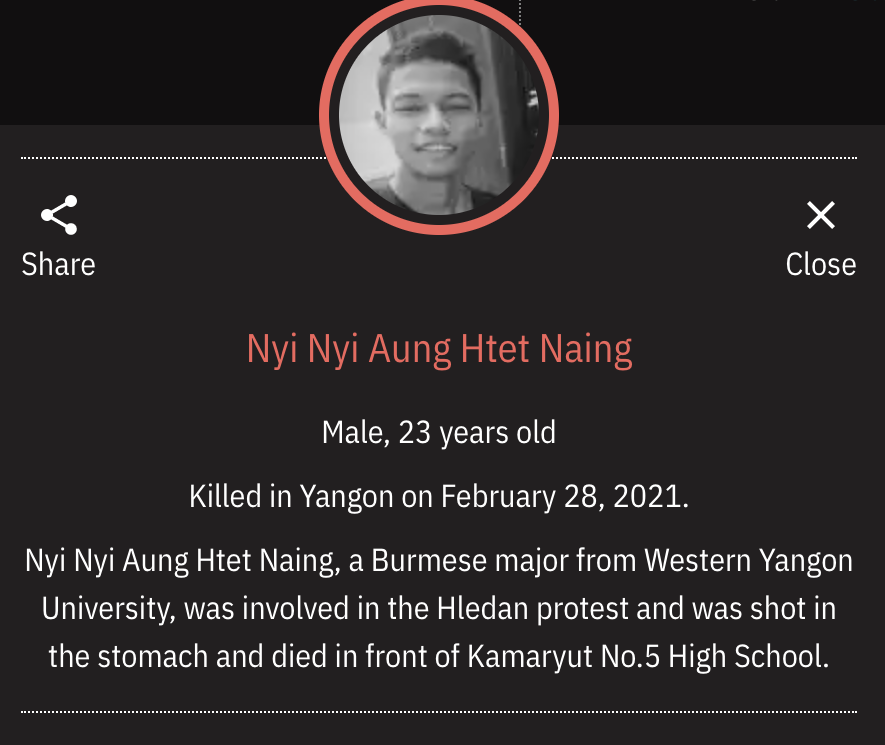 Share
Close
Nyi Nyi Aung Htet Naing
Male, 23 years old
Killed in Yangon on February 28, 2021.
Nyi Nyi Aung Htet Naing, a Burmese major from Western Yangon
University, was involved in the Hledan protest and was shot in
the stomach and died in front of Kamaryut No.5 High School.